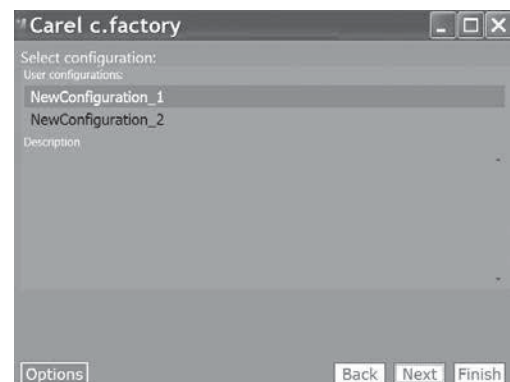 Carel c.factory
Select configuration:
User configurations:
NewConfiguration_1
NewConfiguration_2
Description
Options Back Next Finish